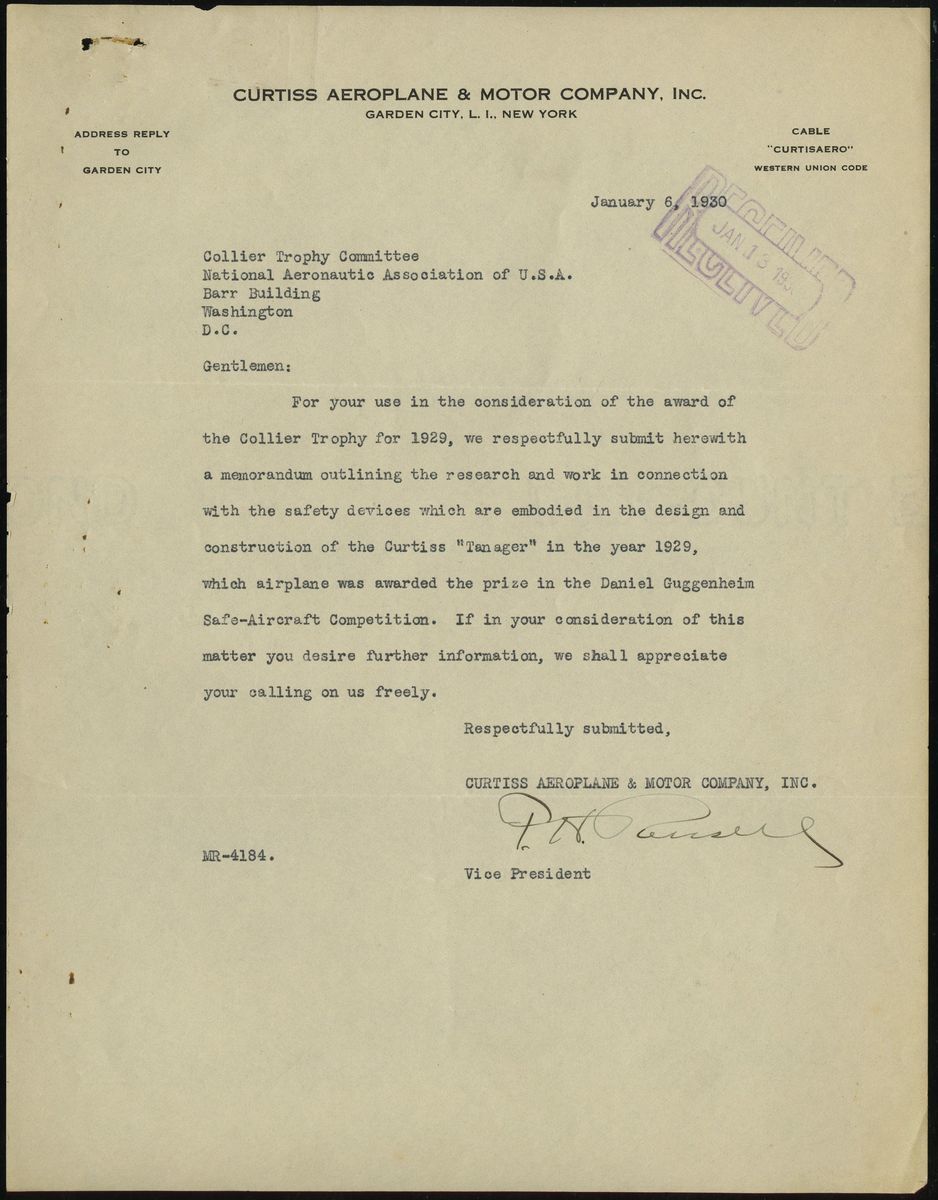 CURTISS AEROPLANE & MOTOR COMPANY, INC.
GARDEN CITY, L. I., NEW YORK
ADDRESS REPLY
TO
GARDEN CITY
CABLE
"CURTISAERO"
WESTERN UNION CODE
January 6, 1930
JAN 13
Collier Trophy Committee
National Aeronautic Association of U.S.A.
Barr Building
Washington
D.C.
Gentlemen:
For your use in the consideration of the award of
the Collier Trophy for 1929, we respectfully submit herewith
a memorandum outlining the research and work in connection
with the safety devices which are embodied in the design and
construction of the Curtiss "Tanager" in the year 1929,
which airplane was awarded the prize in the Daniel Guggenheim
Safe-Aircraft Competition. If in your consideration of this
matter you desire further information, we shall appreciate
your calling on us freely.
Respectfully submitted,
CURTISS AEROPLANE & MOTOR COMPANY, INC.
MR-4184.
Vice President